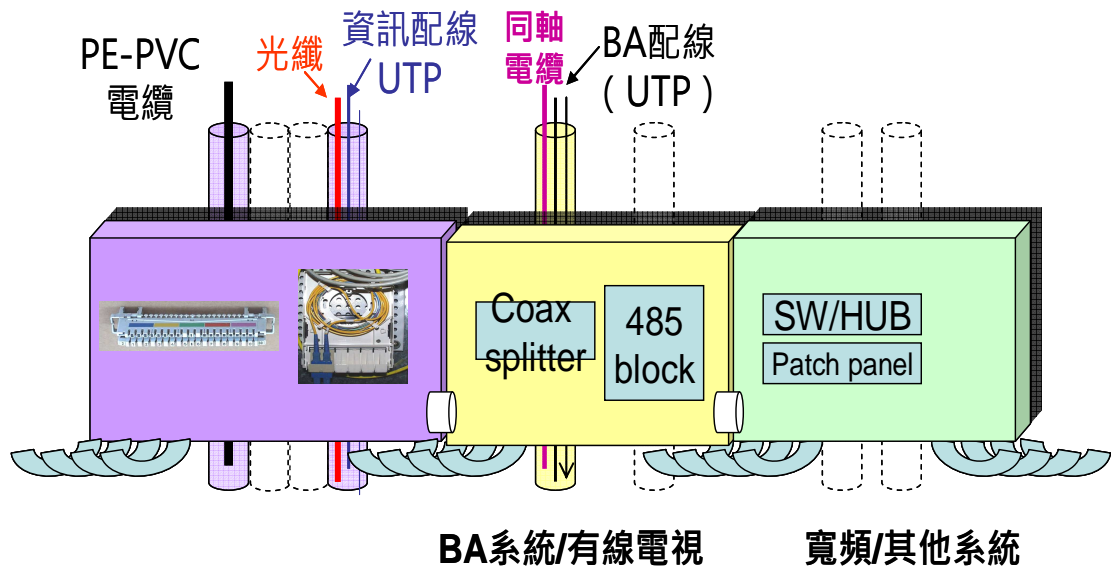 PE-PVC
電纜
光纖
資訊配線
UTP
同軸
電纜
BA配線
( UTP )
Coax
splitter
485
block
SW/HUB
Patch panel
BA系統/有線電視
寬頻/其他系統